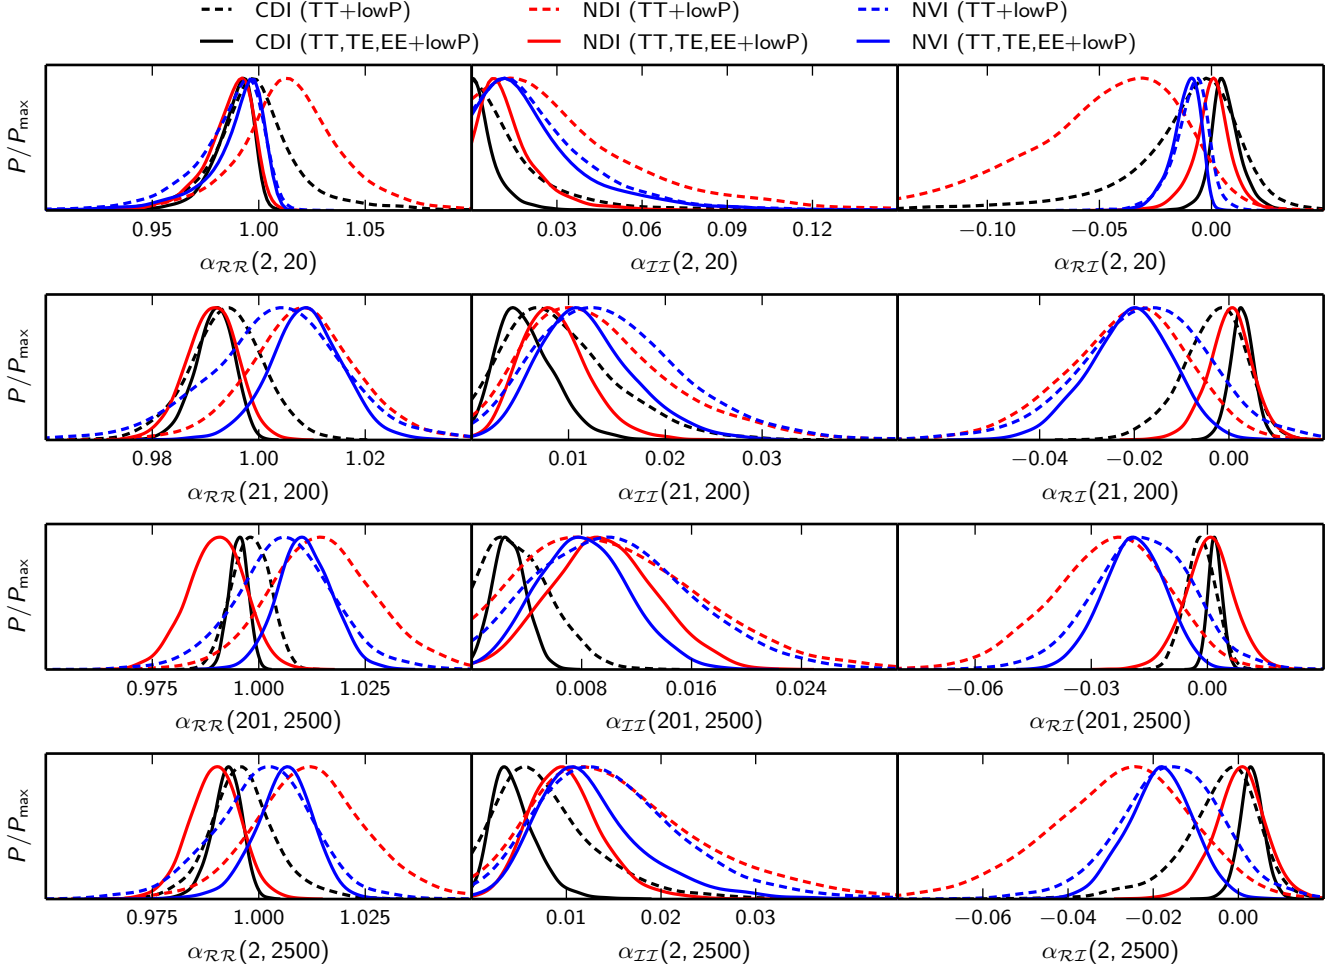 CDI (TT+lowP) NDI (TT+lowP) NVI (TT+lowP)
CDI (TT,TE,EE+lowP) NDI (TT,TE,EE+lowP) NVI (TT,TE,EE+lowP)
P/P_max
0.95 1.00 1.05 0.03 0.06 0.09 0.12 −0.10 −0.05 0.00
α_ℛℛ(2, 20) α_ℐℐ(2, 20) α_ℛℐ(2, 20)
P/P_max
0.98 1.00 1.02 0.01 0.02 0.03 −0.04 −0.02 0.00
α_ℛℛ(21, 200) α_ℐℐ(21, 200) α_ℛℐ(21, 200)
P/P_max
0.975 1.000 1.025 0.008 0.016 0.024 −0.06 −0.03 0.00
α_ℛℛ(201, 2500) α_ℐℐ(201, 2500) α_ℛℐ(201, 2500)
P/P_max
0.975 1.000 1.025 0.01 0.02 0.03 −0.06 −0.04 −0.02 0.00
α_ℛℛ(2, 2500) α_ℐℐ(2, 2500) α_ℛℐ(2, 2500)